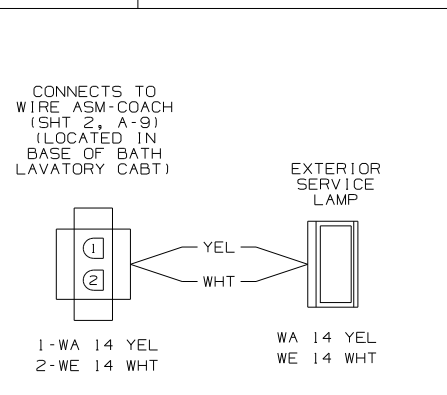 CONNECTS TO
WIRE ASM-COACH
(SHT 2, A-9)
(LOCATED IN
BASE OF BATH
LAVATORY CABT)
EXTERIOR
SERVICE
LAMP
1
2
YEL
WHT
1-WA 14 YEL
2-WE 14 WHT
WA 14 YEL
WE 14 WHT